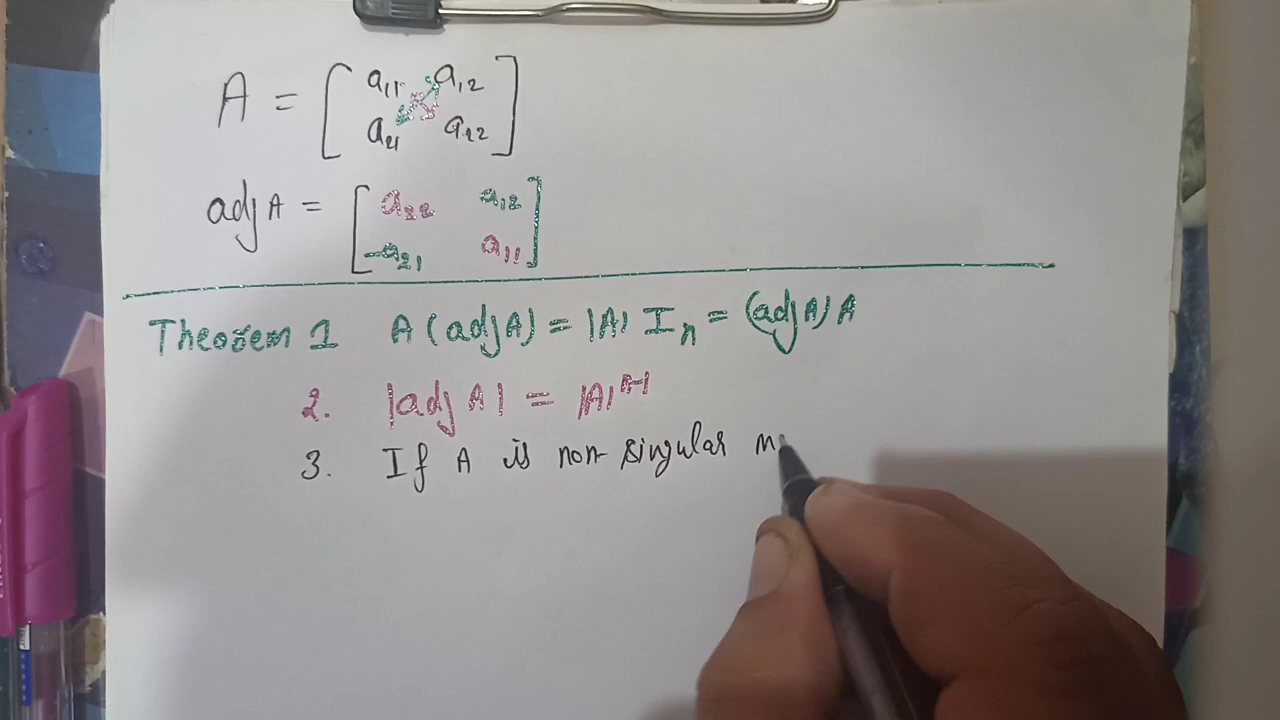 A = [ a₁₁ a₁₂
a₂₁ a₂₂ ]
adj A = [ a₂₂ a₁₂
-a₂₁ a₁₁ ]
Theorem 1 A (adj A) = |A| Iₙ = (adj A) A
2. |adj A| = |A|ⁿ⁻¹
3. If A is non-singular m